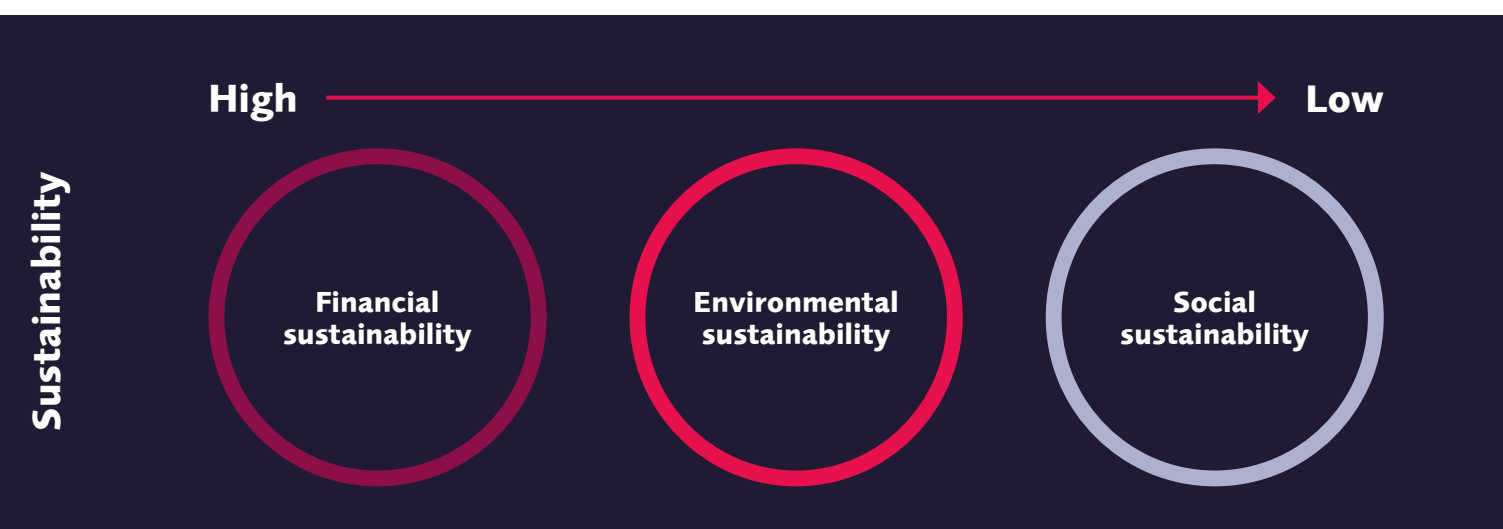 High
Low
Sustainability
Financial
sustainability
Environmental
sustainability
Social
sustainability